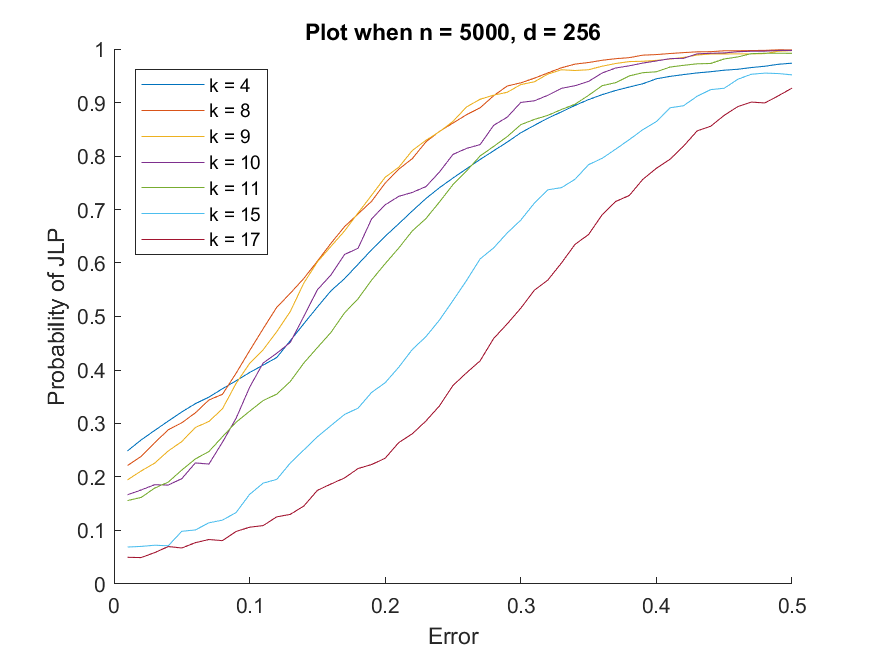 Plot when n = 5000, d = 256
1
0.9
0.8
0.7
0.6
0.5
0.4
0.3
0.2
0.1
0
k = 4
k = 8
k = 9
k = 10
k = 11
k = 15
k = 17
Probability of JLP
0 0.1 0.2 0.3 0.4 0.5
Error